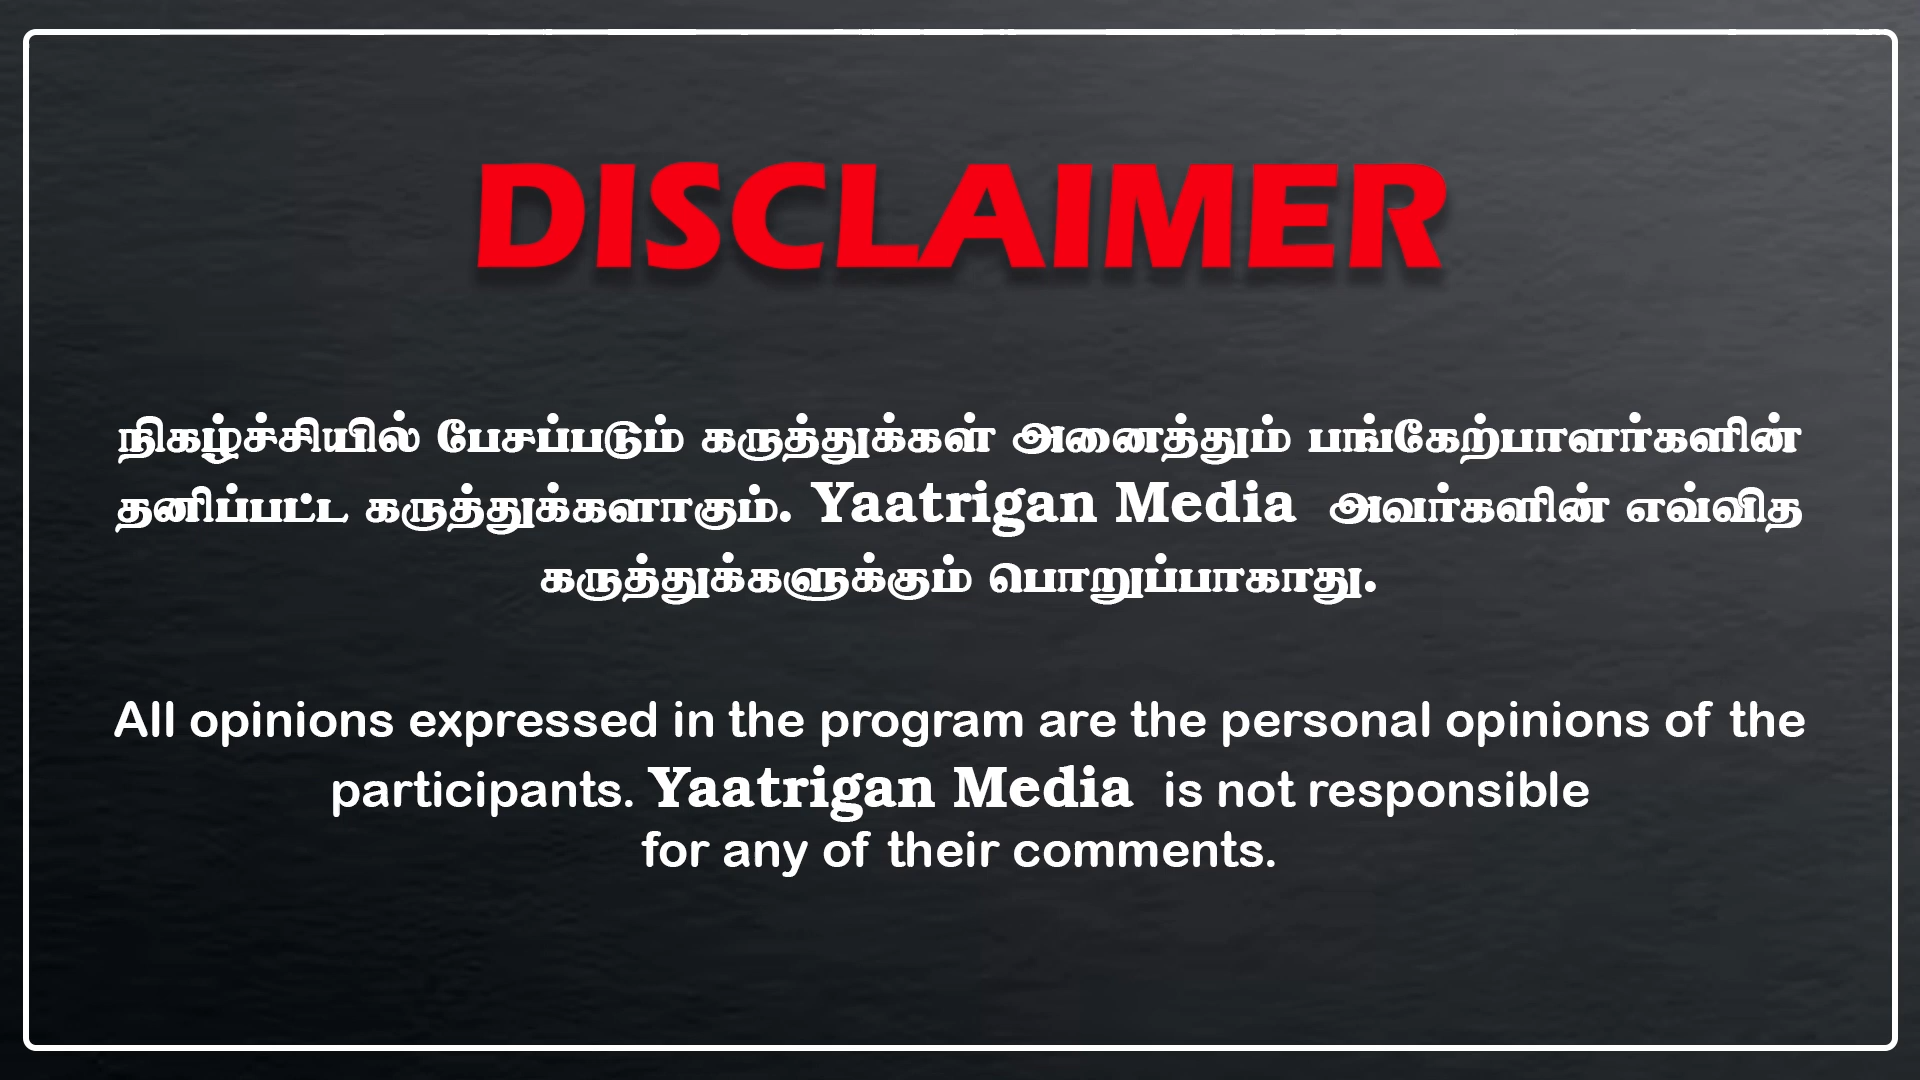 DISCLAIMER
நிகழ்ச்சியில் பேசப்படும் கருத்துக்கள் அனைத்தும் பங்கேற்பாளர்களின்
தனிப்பட்ட கருத்துக்களாகும். Yaatrigan Media அவர்களின் எவ்வித
கருத்துக்களுக்கும் பொறுப்பாகாது.
All opinions expressed in the program are the personal opinions of the
participants. Yaatrigan Media is not responsible
for any of their comments.